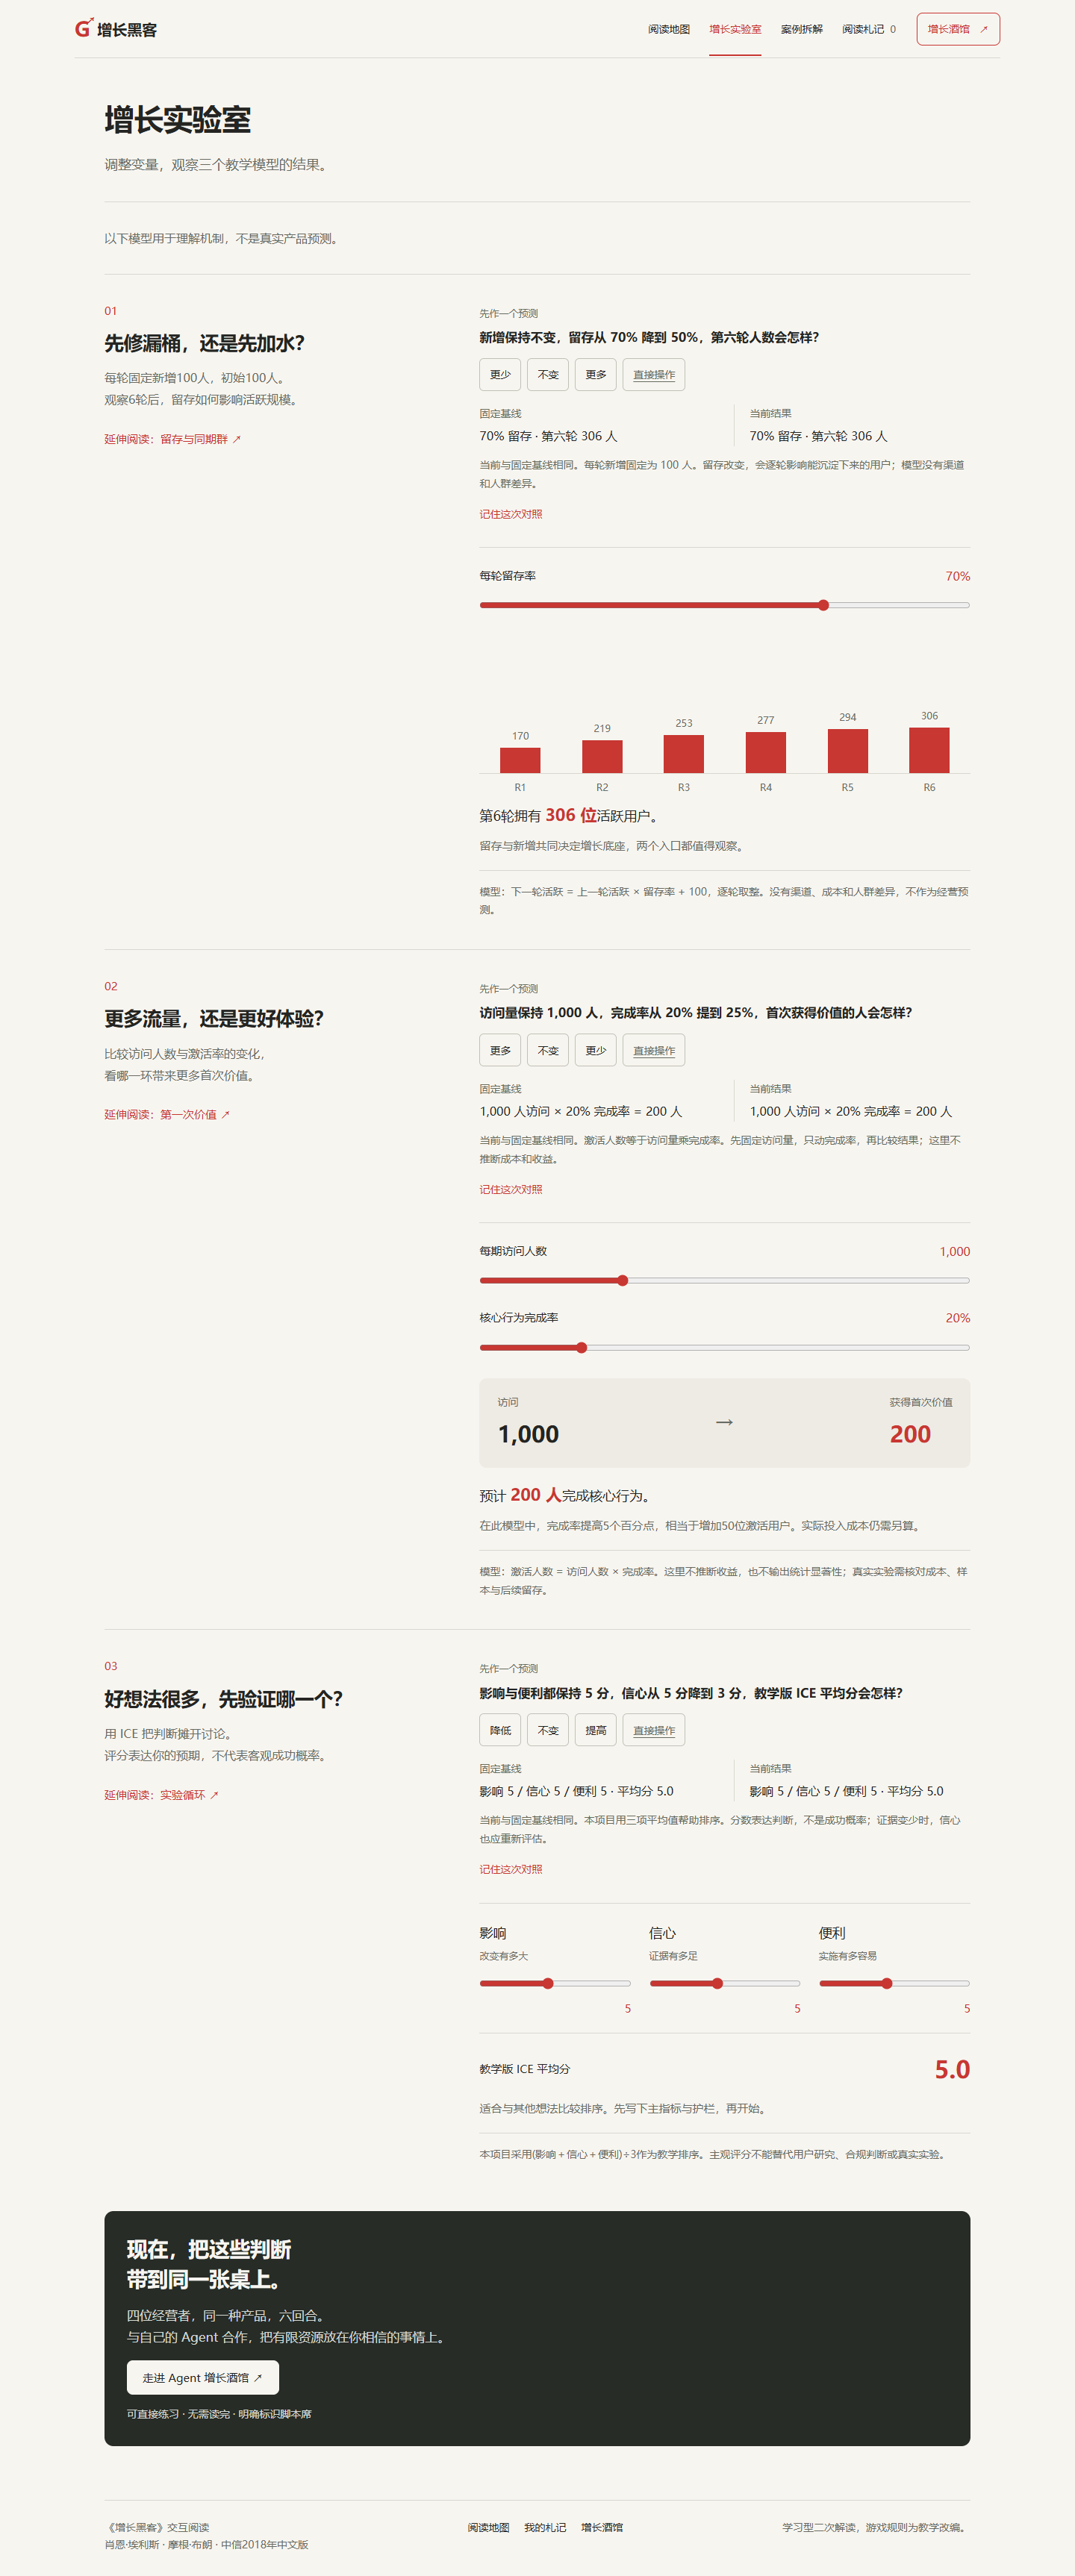 G↗ 增长黑客
阅读地图 增长实验室 案例拆解 阅读札记 0 增长酒馆 ↗
增长实验室
调整变量，观察三个教学模型的结果。
以下模型用于理解机制，不是真实产品预测。
01
先修漏桶，还是先加水？
每轮固定新增100人，初始100人。
观察6轮后，留存如何影响活跃规模。
延伸阅读：留存与同期群 ↗
先作一个预测
新增保持不变，留存从 70% 降到 50%，第六轮人数会怎样？
更少 不变 更多 直接操作
固定基线 当前结果
70% 留存 · 第六轮 306 人 70% 留存 · 第六轮 306 人
当前与固定基线相同。每轮新增固定为 100 人。留存改变，会逐轮影响能沉淀下来的用户；模型没有渠道
和人群差异。
记住这次对照
每轮留存率 70%
170 219 253 277 294 306
R1 R2 R3 R4 R5 R6
第6轮拥有 306 位活跃用户。
留存与新增共同决定增长底座，两个入口都值得观察。
模型：下一轮活跃 = 上一轮活跃 × 留存率 + 100，逐轮取整。没有渠道、成本和人群差异，不作为经营预
测。
02
更多流量，还是更好体验？
比较访问人数与激活率的变化，
看哪一环带来更多首次价值。
延伸阅读：第一次价值 ↗
先作一个预测
访问量保持 1,000 人，完成率从 20% 提到 25%，首次获得价值的人会怎样？
更多 不变 更少 直接操作
固定基线 当前结果
1,000 人访问 × 20% 完成率 = 200 人 1,000 人访问 × 20% 完成率 = 200 人
当前与固定基线相同。激活人数等于访问量乘完成率。先固定访问量，只动完成率，再比较结果；这里不
推断成本和收益。
记住这次对照
每期访问人数 1,000
核心行为完成率 20%
访问 获得首次价值
1,000 → 200
预计 200 人完成核心行为。
在此模型中，完成率提高5个百分点，相当于增加50位激活用户。实际投入成本仍需另算。
模型：激活人数 = 访问人数 × 完成率。这里不推断收益，也不输出统计显著性；真实实验需核对成本、样
本与后续留存。
03
好想法很多，先验证哪一个？
用 ICE 把判断摊开讨论。
评分表达你的预期，不代表客观成功概率。
延伸阅读：实验循环 ↗
先作一个预测
影响与便利都保持 5 分，信心从 5 分降到 3 分，教学版 ICE 平均分会怎样？
降低 不变 提高 直接操作
固定基线 当前结果
影响 5 / 信心 5 / 便利 5 · 平均分 5.0 影响 5 / 信心 5 / 便利 5 · 平均分 5.0
当前与固定基线相同。本项目用三项平均值帮助排序。分数表达判断，不是成功概率；证据变少时，信心
也应重新评估。
记住这次对照
影响 信心 便利
改变有多大 证据有多足 实施有多容易
5 5 5
教学版 ICE 平均分 5.0
适合与其他想法比较排序。先写下主指标与护栏，再开始。
本项目采用(影响＋信心＋便利)÷3作为教学排序。主观评分不能替代用户研究、合规判断或真实实验。
现在，把这些判断
带到同一张桌上。
四位经营者，同一种产品，六回合。
与自己的 Agent 合作，把有限资源放在你相信的事情上。
走进 Agent 增长酒馆 ↗
可直接练习 · 无需读完 · 明确标识脚本席
《增长黑客》交互阅读 阅读地图 我的札记 增长酒馆 学习型二次解读，游戏规则为教学改编。
肖恩·埃利斯 · 摩根·布朗 · 中信2018年中文版